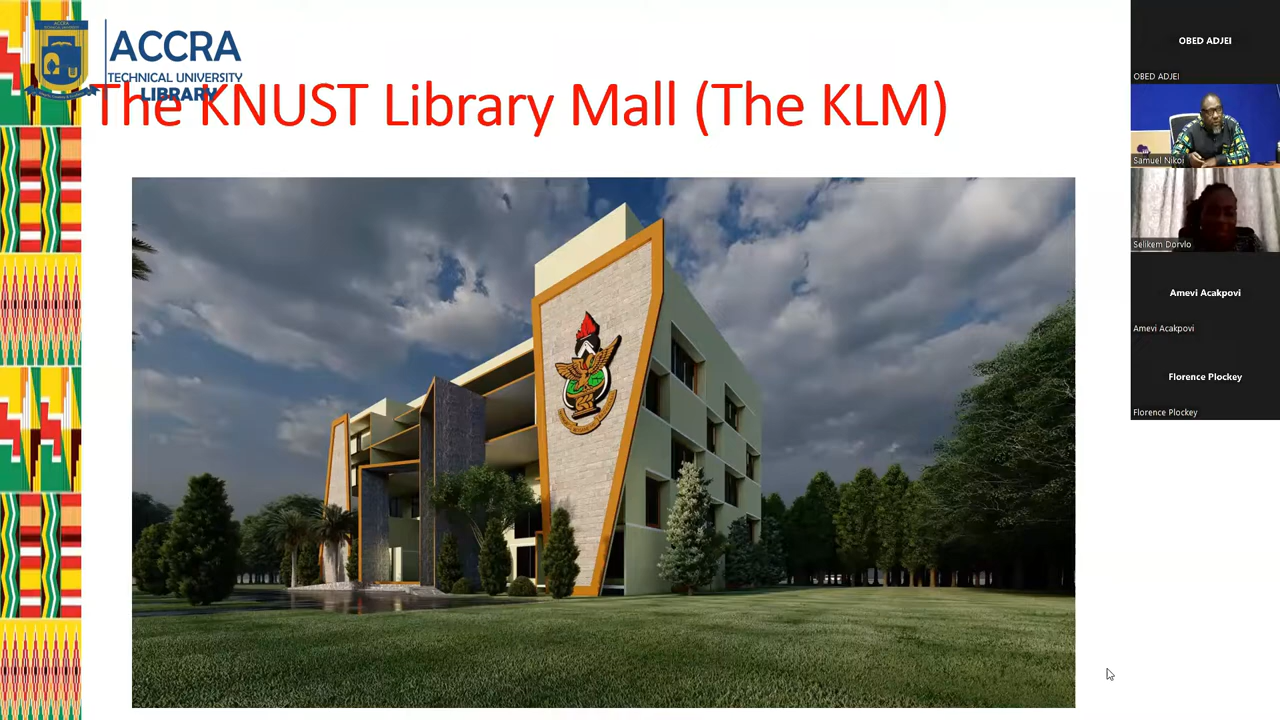 ACCRA
TECHNICAL UNIVERSITY
LIBRARY
The KNUST Library Mall (The KLM)
OBED ADJEI
OBED ADJEI
Samuel Nikoi
Selikem Dorvlo
Amevi Acakpovi
Amevi Acakpovi
Florence Plockey
Florence Plockey